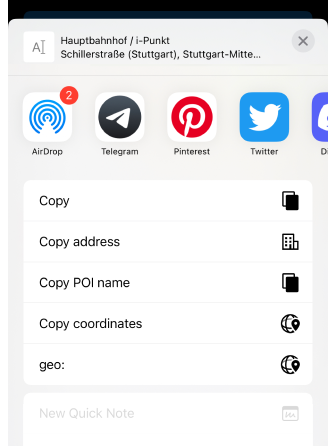 A
Hauptbahnhof / i-Punkt
Schillerstraße (Stuttgart), Stuttgart-Mitte...
2
AirDrop
Telegram
Pinterest
Twitter
Di
Copy
Copy address
Copy POI name
Copy coordinates
geo:
New Quick Note